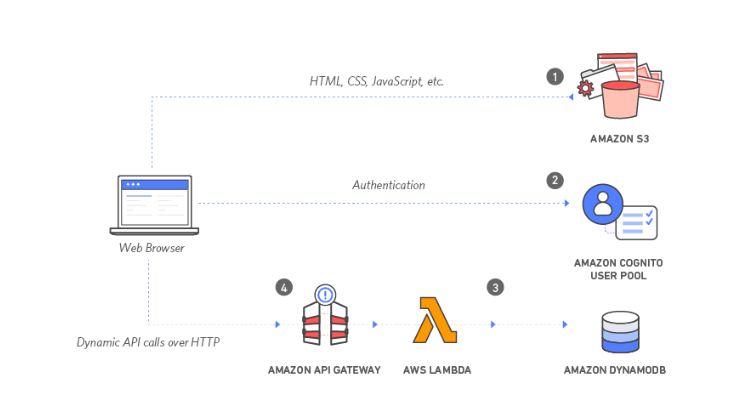 HTML, CSS, JavaScript, etc.
1
AMAZON S3
Authentication
2
Web Browser
AMAZON COGNITO
USER POOL
4
3
Dynamic API calls over HTTP
AMAZON API GATEWAY
AWS LAMBDA
AMAZON DYNAMODB